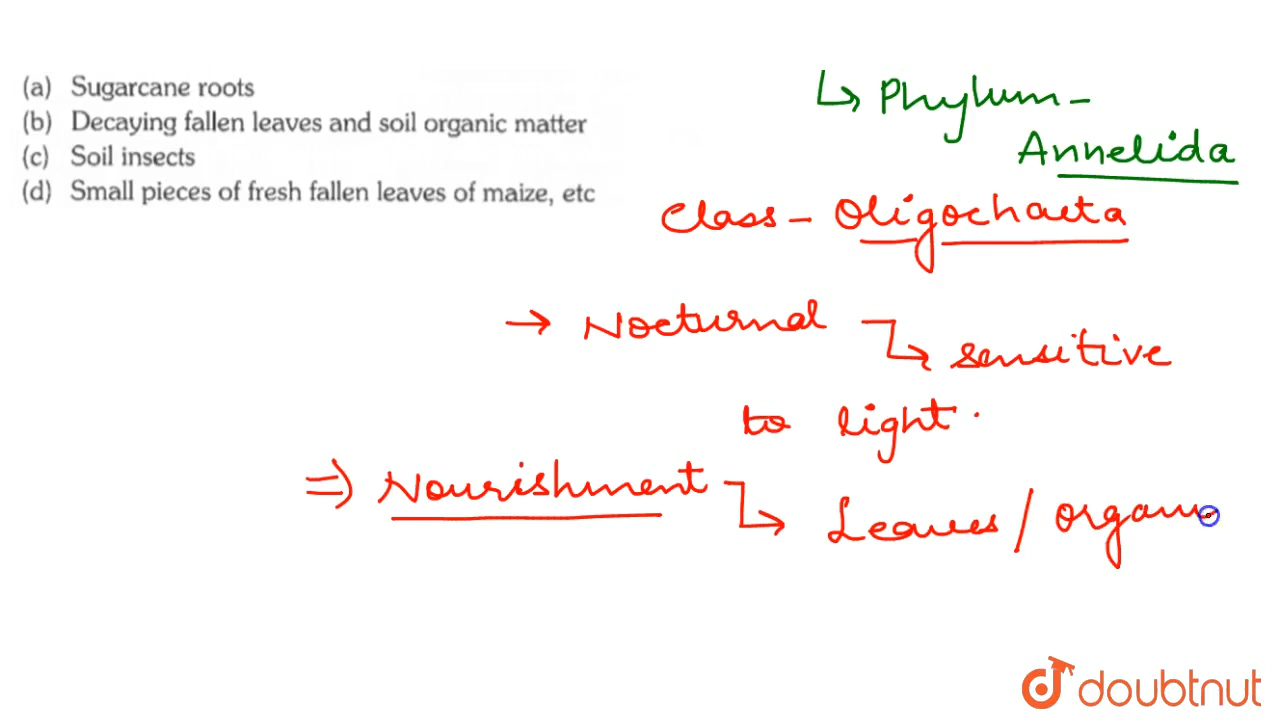 (a) Sugarcane roots
(b) Decaying fallen leaves and soil organic matter
(c) Soil insects
(d) Small pieces of fresh fallen leaves of maize, etc
↳ Phylum -
Annelida
Class - Oligochaeta
→ Nocturnal ↳ sensitive
to light.
⇒ Nourishment ↳ Leaves / organi
doubtnut